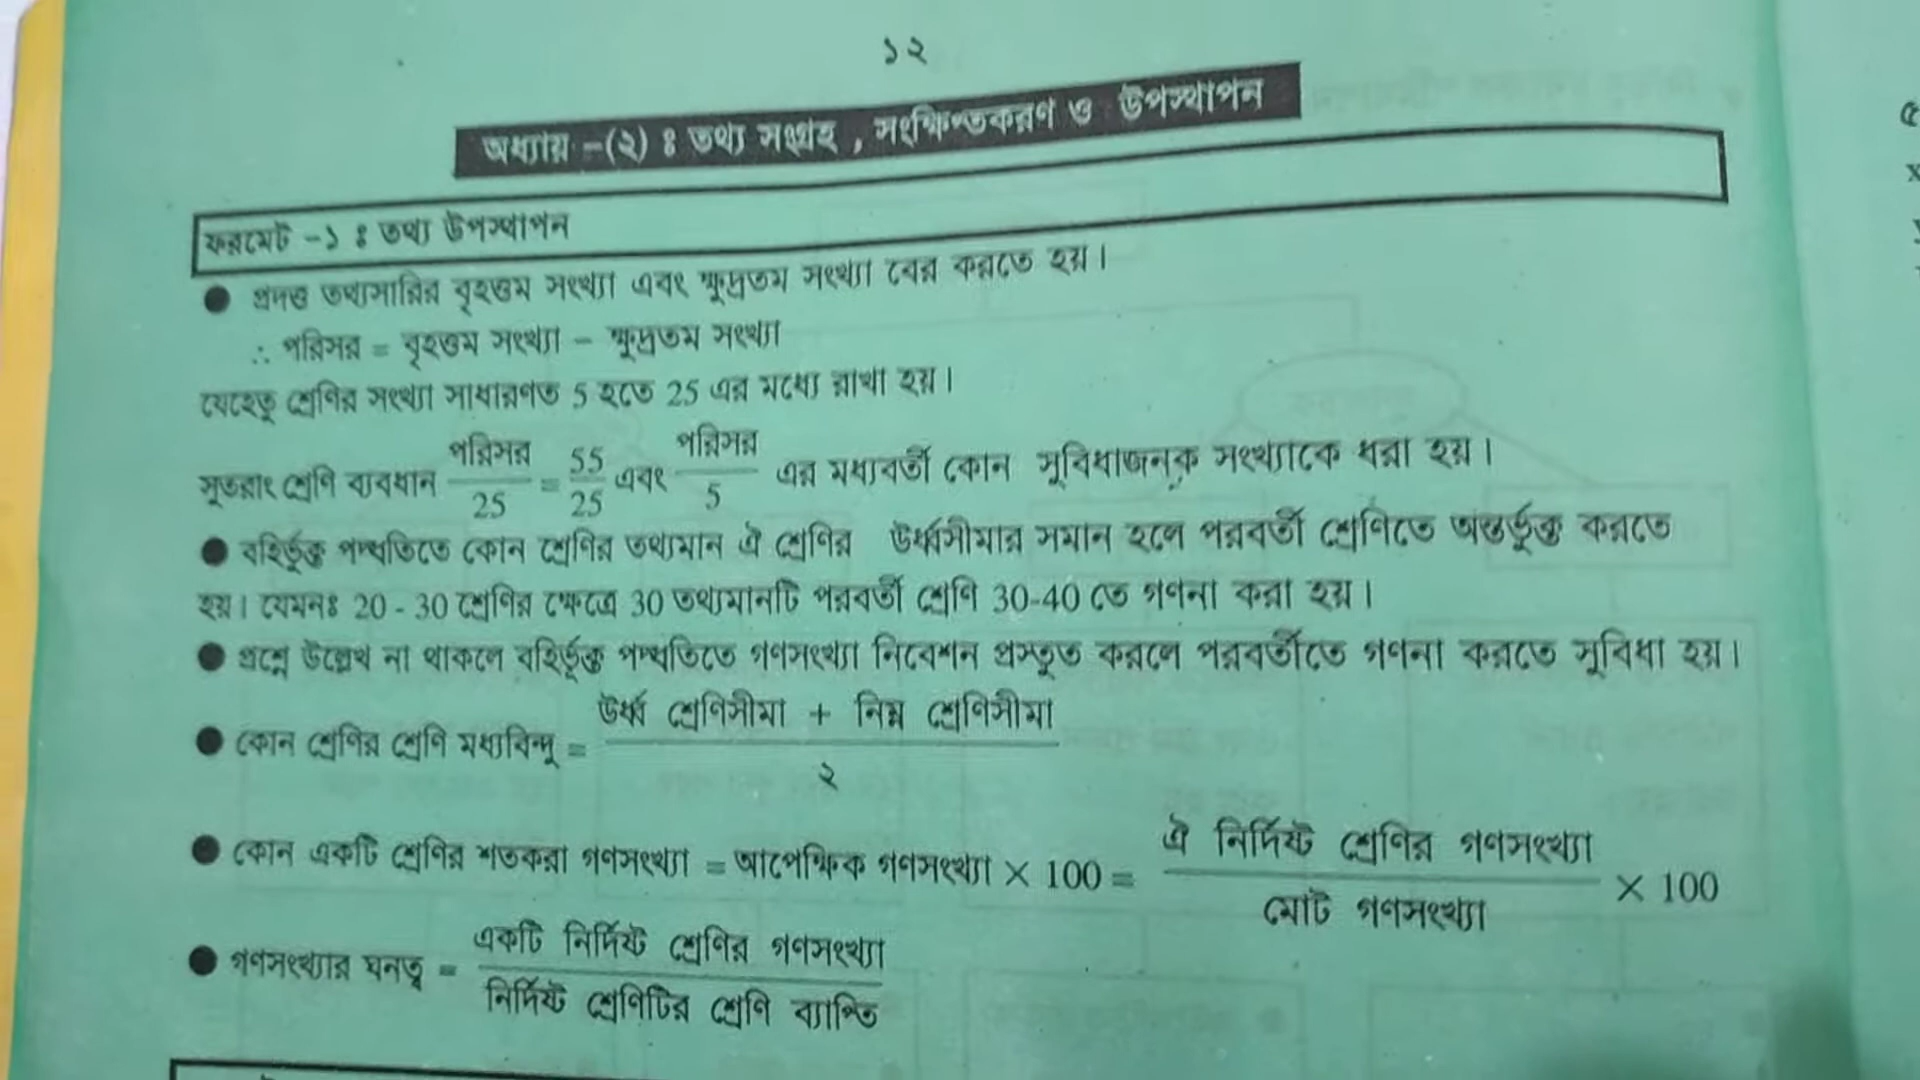 ১২
অধ্যায় -(২) ঃ তথ্য সংগ্রহ , সংক্ষিপ্তকরণ ও উপস্থাপন
ফরমেট -১ ঃ তথ্য উপস্থাপন
● প্রদত্ত তথ্যসারির বৃহত্তম সংখ্যা এবং ক্ষুদ্রতম সংখ্যা বের করতে হয়।
∴ পরিসর = বৃহত্তম সংখ্যা – ক্ষুদ্রতম সংখ্যা
যেহেতু শ্রেণির সংখ্যা সাধারণত 5 হতে 25 এর মধ্যে রাখা হয়।
সুতরাং শ্রেণি ব্যবধান পরিসর/25 = 55/25 এবং পরিসর/5 এর মধ্যবর্তী কোন সুবিধাজনক সংখ্যাকে ধরা হয়।
● বহির্ভূক্ত পদ্ধতিতে কোন শ্রেণির তথ্যমান ঐ শ্রেণির উর্ধ্বসীমার সমান হলে পরবর্তী শ্রেণিতে অন্তর্ভূক্ত করতে
হয়। যেমনঃ 20 - 30 শ্রেণির ক্ষেত্রে 30 তথ্যমানটি পরবর্তী শ্রেণি 30-40 তে গণনা করা হয়।
● প্রশ্নে উল্লেখ না থাকলে বহির্ভূক্ত পদ্ধতিতে গণসংখ্যা নিবেশন প্রস্তুত করলে পরবর্তীতে গণনা করতে সুবিধা হয়।
● কোন শ্রেণির শ্রেণি মধ্যবিন্দু = উর্ধ্ব শ্রেণিসীমা + নিম্ন শ্রেণিসীমা / ২
● কোন একটি শ্রেণির শতকরা গণসংখ্যা = আপেক্ষিক গণসংখ্যা × 100 = ঐ নির্দিষ্ট শ্রেণির গণসংখ্যা / মোট গণসংখ্যা × 100
● গণসংখ্যার ঘনত্ব = একটি নির্দিষ্ট শ্রেণির গণসংখ্যা / নির্দিষ্ট শ্রেণিটির শ্রেণি ব্যাপ্তি